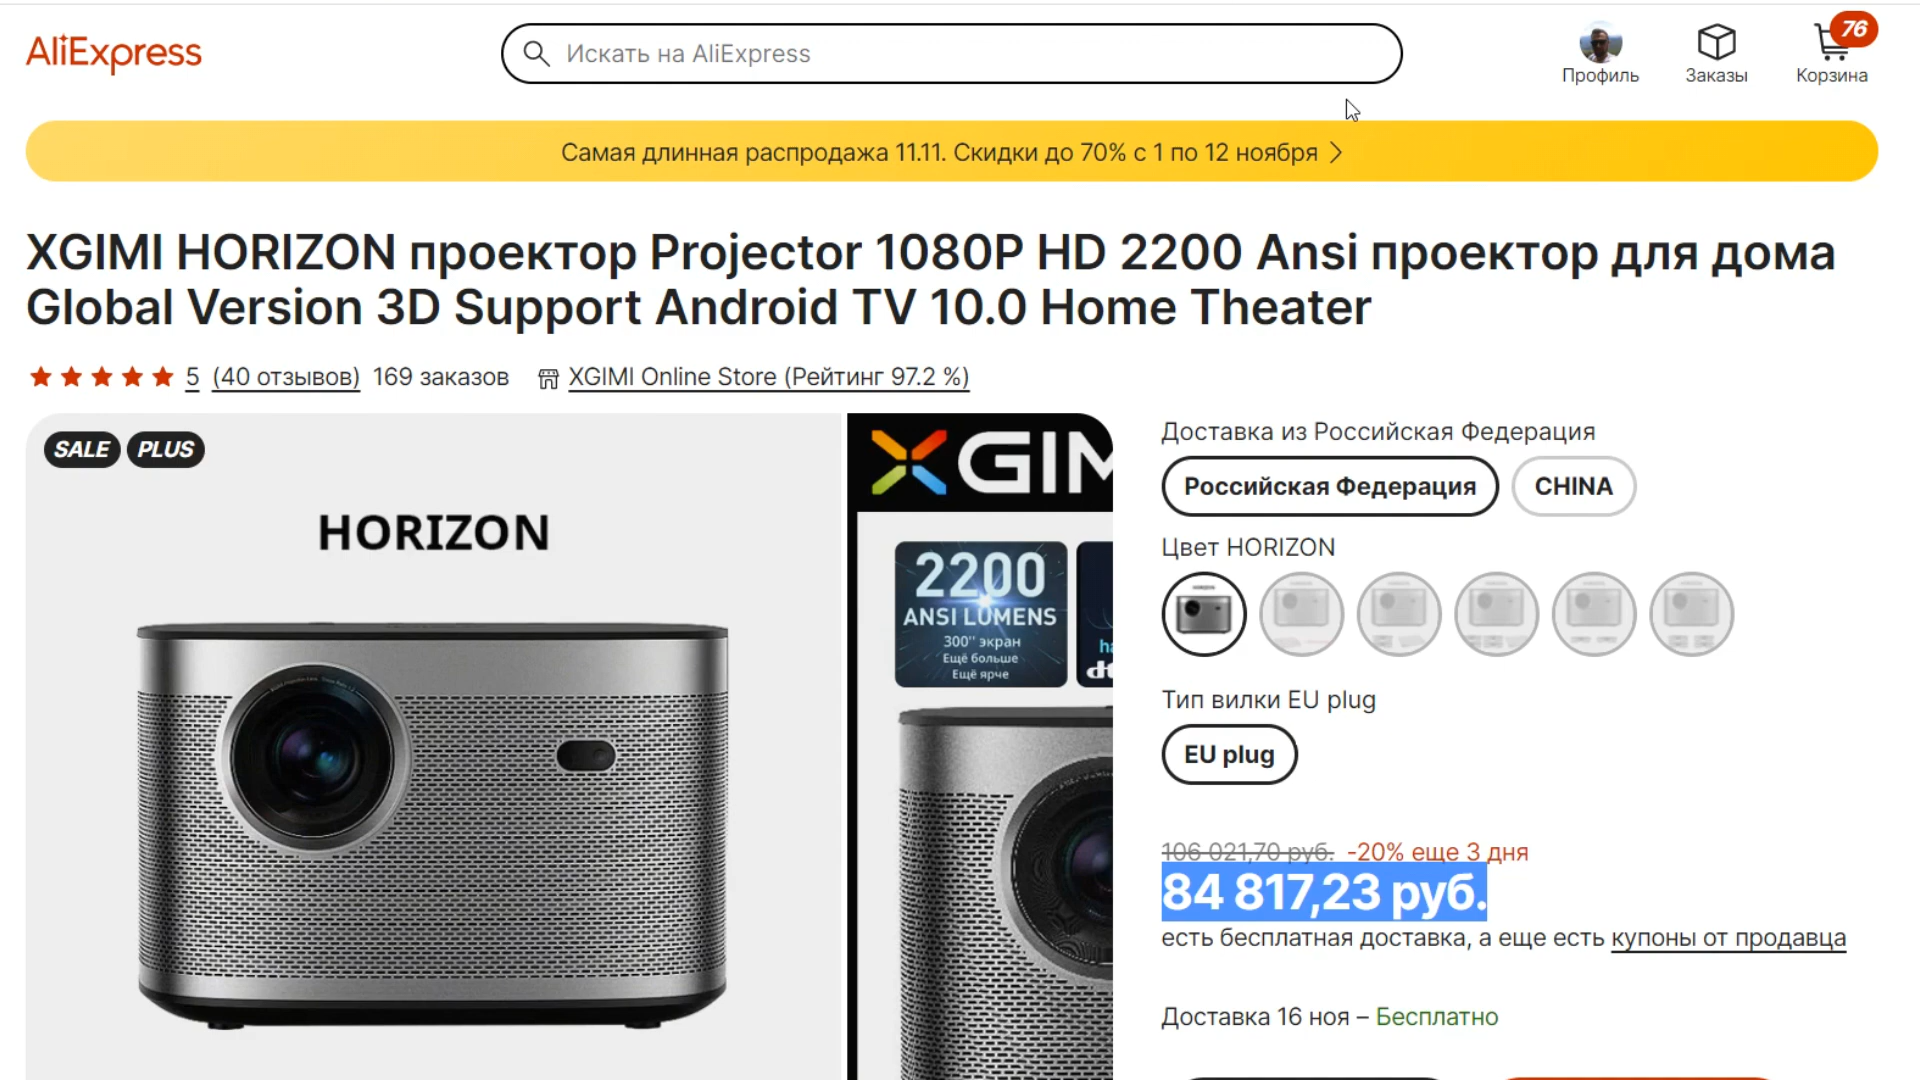 AliExpress
Искать на AliExpress
Профиль
Заказы
76
Корзина
Самая длинная распродажа 11.11. Скидки до 70% с 1 по 12 ноября
XGIMI HORIZON проектор Projector 1080P HD 2200 Ansi проектор для дома
Global Version 3D Support Android TV 10.0 Home Theater
5 (40 отзывов) 169 заказов XGIMI Online Store (Рейтинг 97.2 %)
SALE PLUS
HORIZON
XGIM
2200
ANSI LUMENS
300'' экран
Ещё больше
Ещё ярче
ha
dt
Доставка из Российская Федерация
Российская Федерация CHINA
Цвет HORIZON
Тип вилки EU plug
EU plug
106 021,70 руб. -20% еще 3 дня
84 817,23 руб.
есть бесплатная доставка, а еще есть купоны от продавца
Доставка 16 ноя – Бесплатно